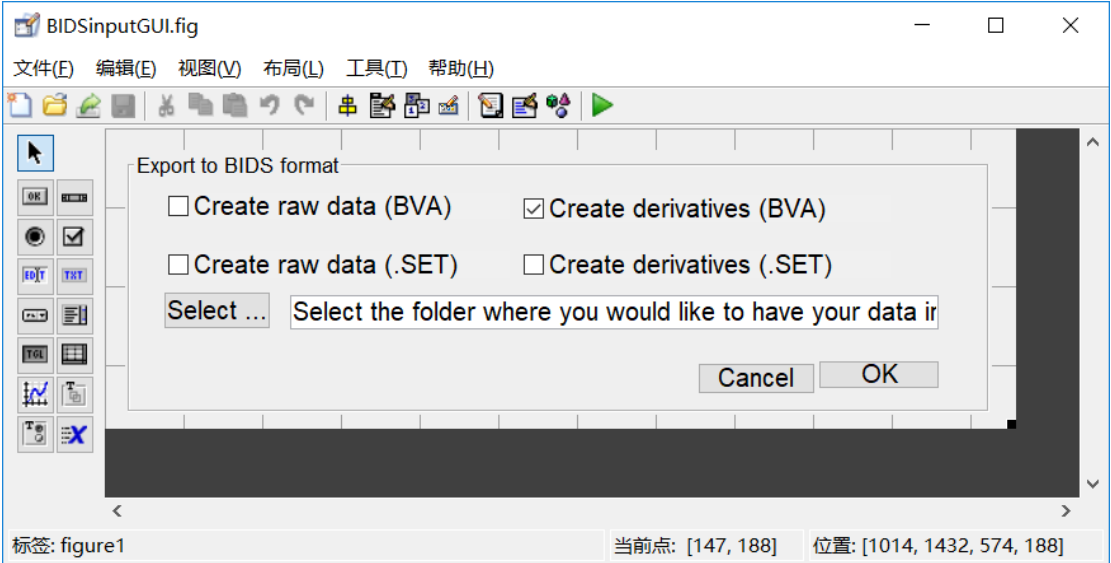 BIDSinputGUI.fig
文件(F) 编辑(E) 视图(V) 布局(L) 工具(T) 帮助(H)
Export to BIDS format
Create raw data (BVA) Create derivatives (BVA)
Create raw data (.SET) Create derivatives (.SET)
Select ... Select the folder where you would like to have your data in
Cancel OK
标签: figure1 当前点: [147, 188] 位置: [1014, 1432, 574, 188]